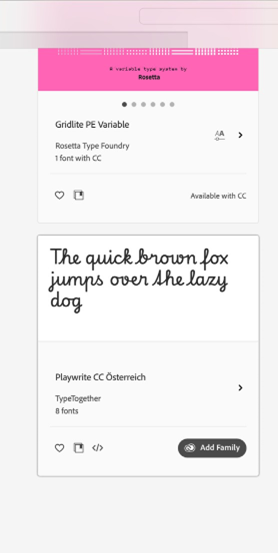 A variable type system by
Rosetta
Gridlite PE Variable
Rosetta Type Foundry
1 font with CC
Available with CC
The quick brown fox
jumps over the lazy
dog
Playwrite CC Österreich
TypeTogether
8 fonts
Add Family